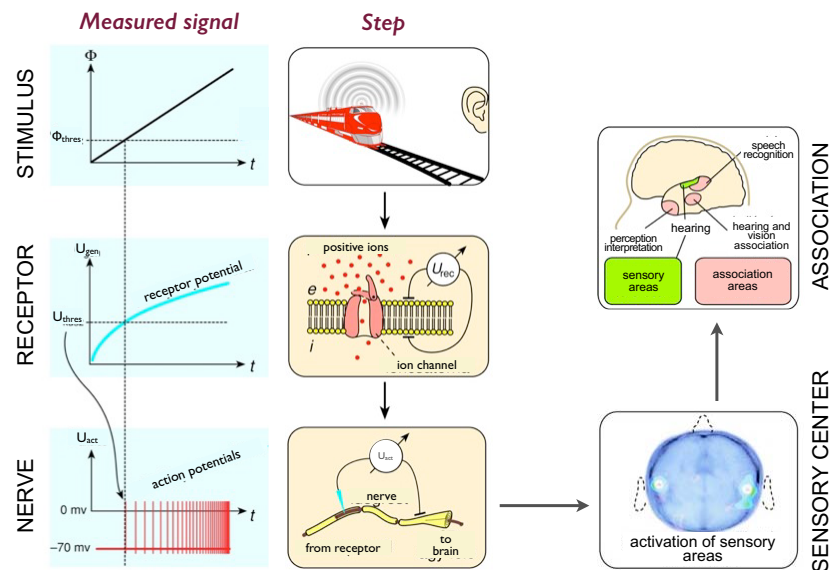 Measured signal
Step
STIMULUS
Φ
Φthres
t
RECEPTOR
Ugen
receptor potential
Uthres
t
positive ions
Urec
e
i
ion channel
NERVE
Uact
action potentials
0 mv
t
–70 mv
Uact
nerve
from receptor
to
brain
ASSOCIATION
speech
recognition
hearing
perception
interpretation
hearing and
vision
association
sensory
areas
association
areas
SENSORY CENTER
activation of sensory
areas